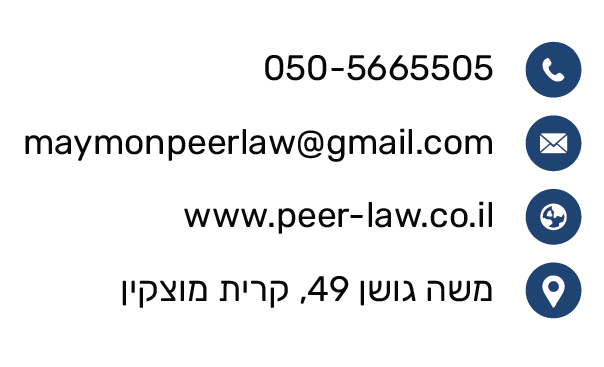 050-5665505
maymonpeerlaw@gmail.com
www.peer-law.co.il
משה גושן 49, קרית מוצקין